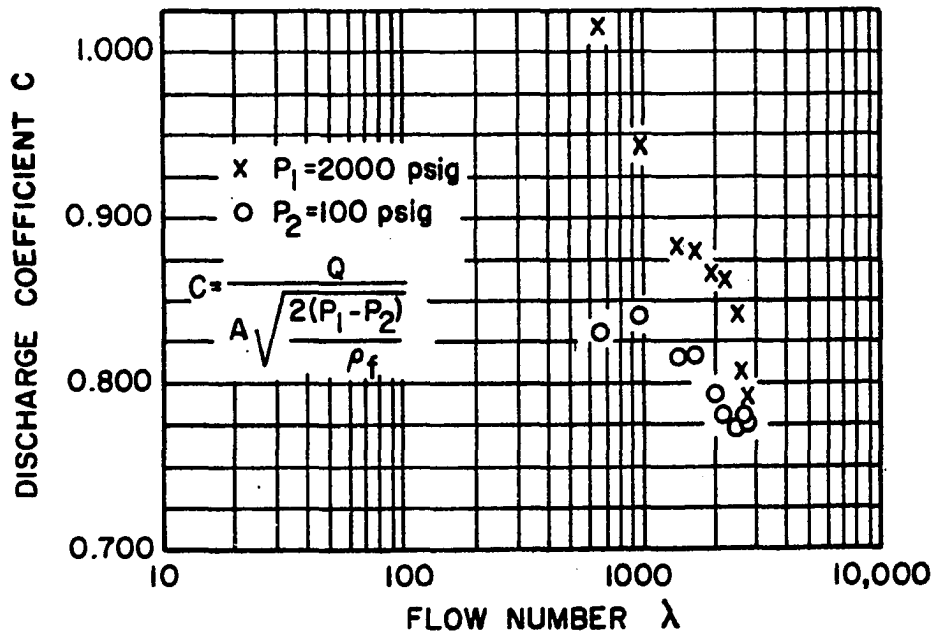 DISCHARGE COEFFICIENT C
1.000
0.900
0.800
0.700
x P₁=2000 psig
o P₂=100 psig
C= Q
A√ 2(P₁-P₂)
ρf
10 100 1000 10,000
FLOW NUMBER λ